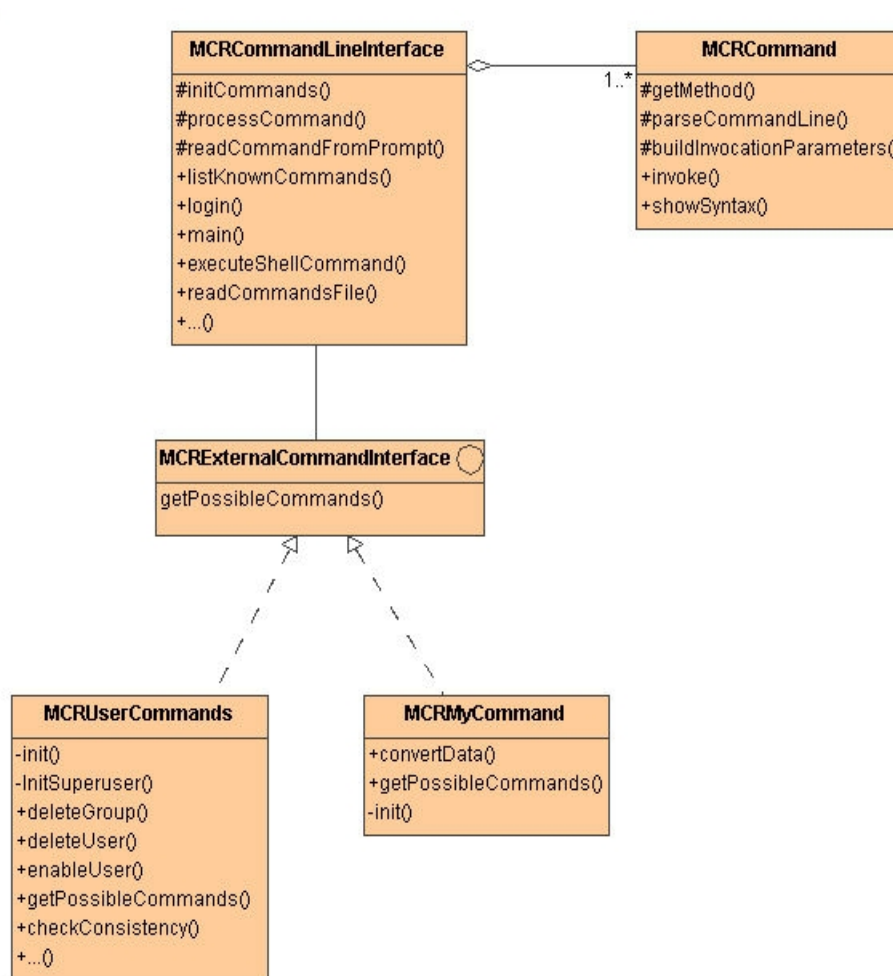 MCRCommandLineInterface
#initCommands()
#processCommand()
#readCommandFromPrompt()
+listKnownCommands()
+login()
+main()
+executeShellCommand()
+readCommandsFile()
+...()
1..*
MCRCommand
#getMethod()
#parseCommandLine()
#buildInvocationParameters()
+invoke()
+showSyntax()
MCRExternalCommandInterface
getPossibleCommands()
MCRUserCommands
-init()
-InitSuperuser()
+deleteGroup()
+deleteUser()
+enableUser()
+getPossibleCommands()
+checkConsistency()
+...()
MCRMyCommand
+convertData()
+getPossibleCommands()
-init()